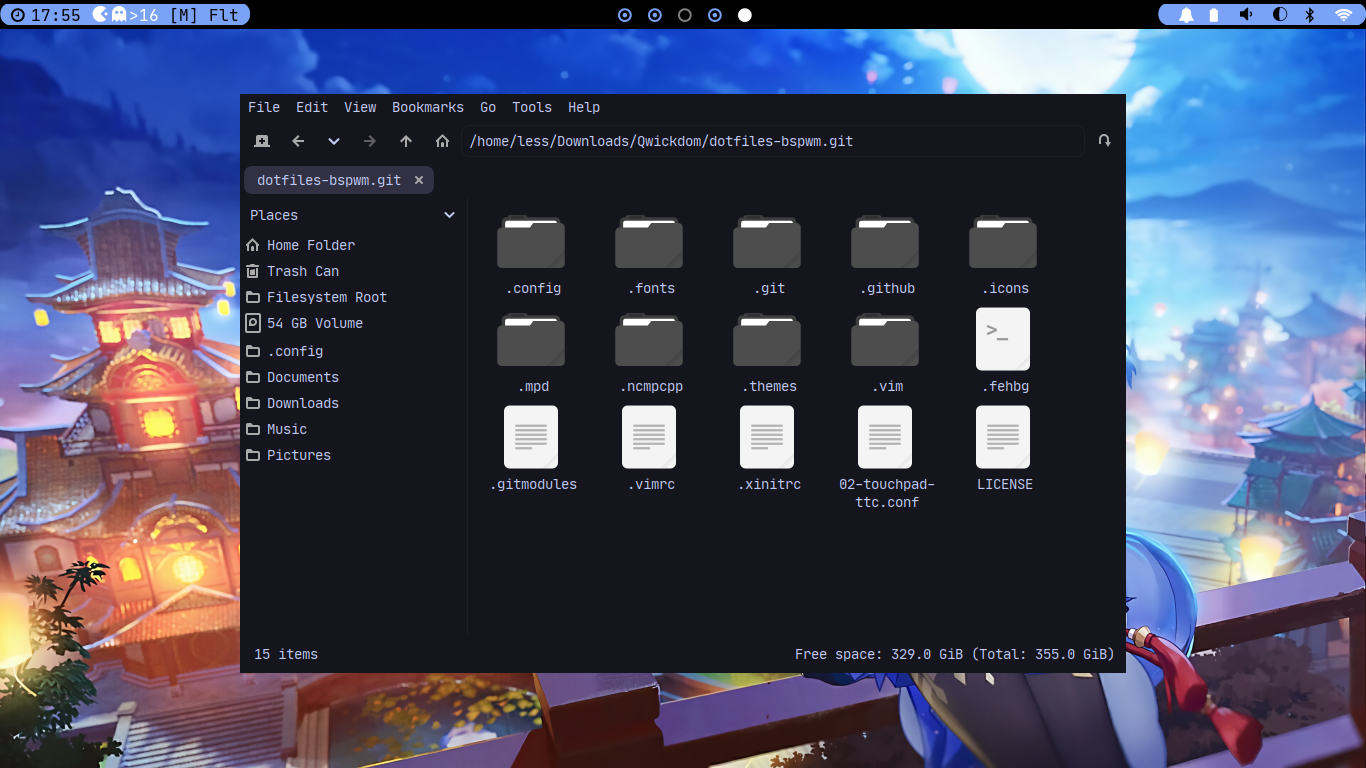 17:55 >16 [M] Flt
File Edit View Bookmarks Go Tools Help
/home/less/Downloads/Qwickdom/dotfiles-bspwm.git
dotfiles-bspwm.git
Places
Home Folder
Trash Can
Filesystem Root
54 GB Volume
.config
Documents
Downloads
Music
Pictures
.config .fonts .git .github .icons
>_
.mpd .ncmpcpp .themes .vim .fehbg
.gitmodules .vimrc .xinitrc 02-touchpad-
ttc.conf LICENSE
15 items
Free space: 329.0 GiB (Total: 355.0 GiB)